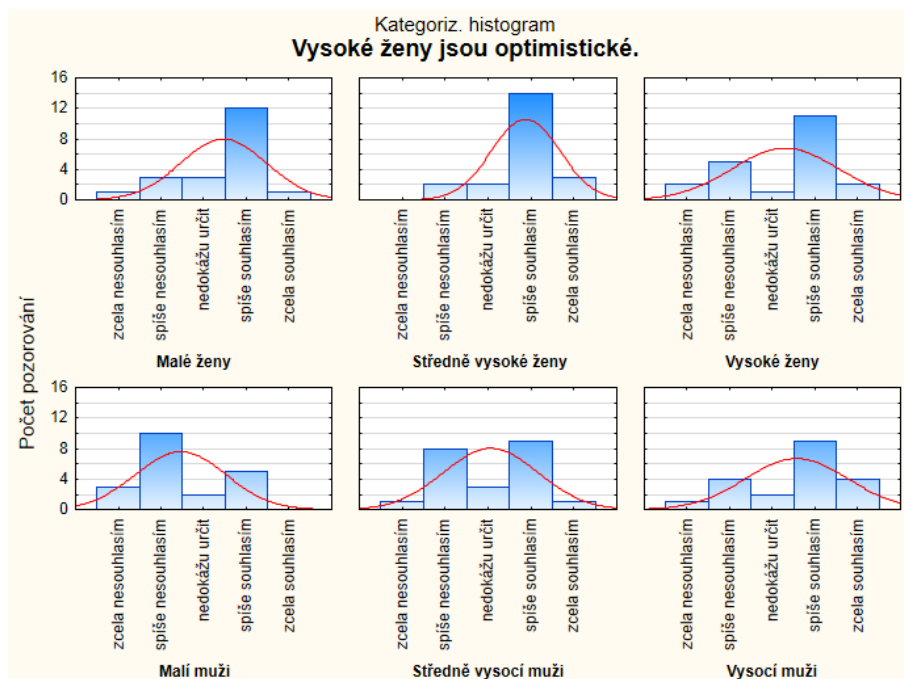 Kategoriz. histogram
Vysoké ženy jsou optimistické.
Počet pozorování
16
12
8
4
0
zcela nesouhlasím
spíše nesouhlasím
nedokážu určit
spíše souhlasím
zcela souhlasím
Malé ženy
zcela nesouhlasím
spíše nesouhlasím
nedokážu určit
spíše souhlasím
zcela souhlasím
Středně vysoké ženy
zcela nesouhlasím
spíše nesouhlasím
nedokážu určit
spíše souhlasím
zcela souhlasím
Vysoké ženy
16
12
8
4
0
zcela nesouhlasím
spíše nesouhlasím
nedokážu určit
spíše souhlasím
zcela souhlasím
Malí muži
zcela nesouhlasím
spíše nesouhlasím
nedokážu určit
spíše souhlasím
zcela souhlasím
Středně vysocí muži
zcela nesouhlasím
spíše nesouhlasím
nedokážu určit
spíše souhlasím
zcela souhlasím
Vysocí muži